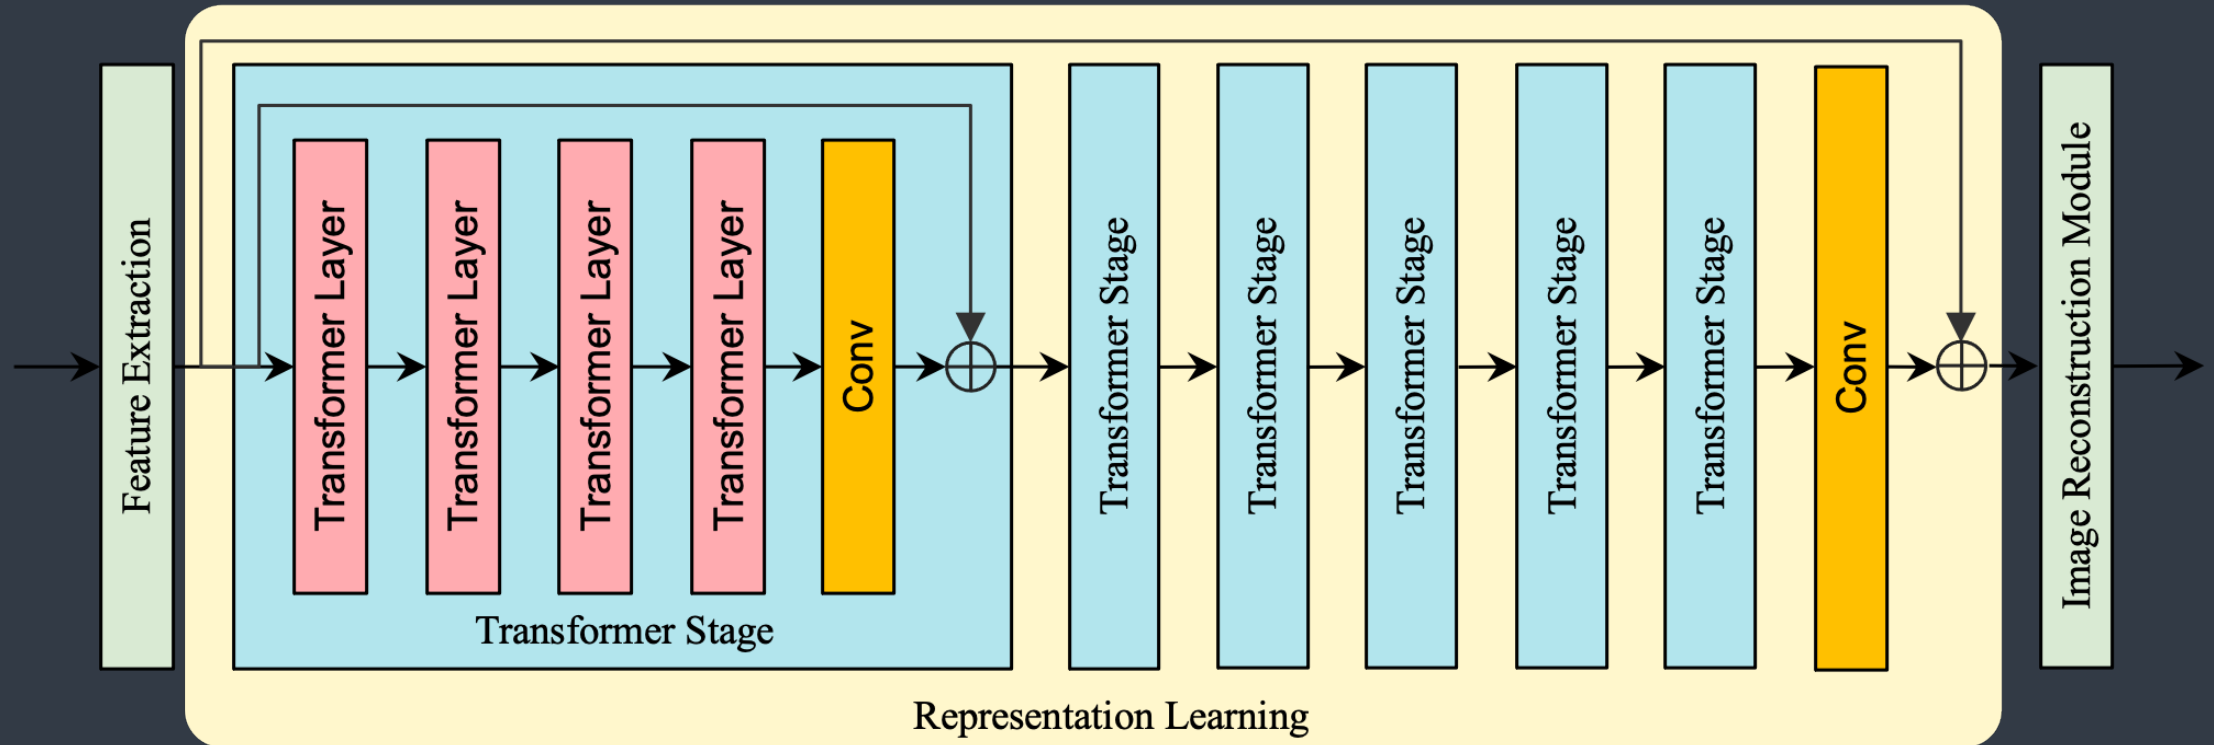 Feature Extraction
Transformer Layer
Transformer Layer
Transformer Layer
Transformer Layer
Conv
Transformer Stage
Transformer Stage
Transformer Stage
Transformer Stage
Transformer Stage
Transformer Stage
Conv
Image Reconstruction Module
Representation Learning